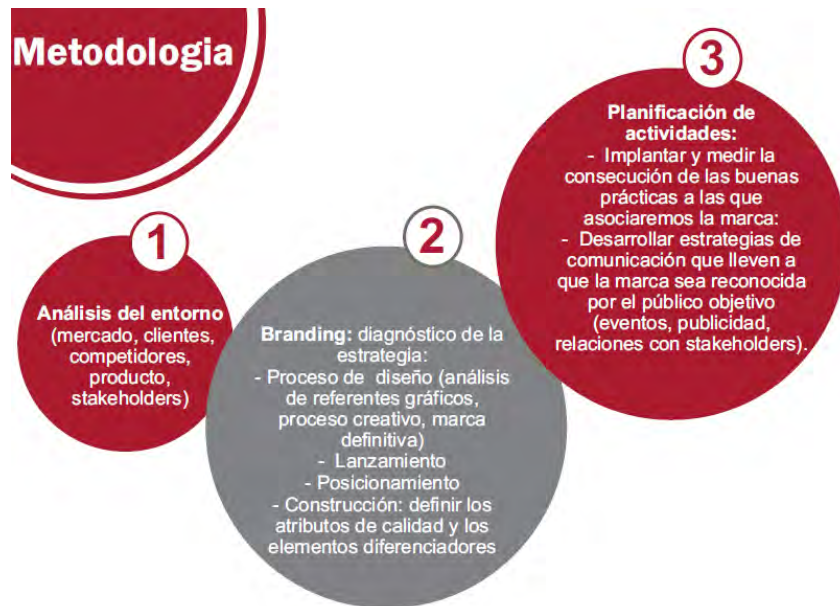 Metodologia
1
Análisis del entorno
(mercado, clientes,
competidores,
producto,
stakeholders)
2
Branding: diagnóstico de la
estrategia:
- Proceso de diseño (análisis
de referentes gráficos,
proceso creativo, marca
definitiva)
- Lanzamiento
- Posicionamiento
- Construcción: definir los
atributos de calidad y los
elementos diferenciadores
3
Planificación de
actividades:
- Implantar y medir la
consecución de las buenas
prácticas a las que
asociaremos la marca:
- Desarrollar estrategias de
comunicación que lleven a
que la marca sea reconocida
por el público objetivo
(eventos, publicidad,
relaciones con stakeholders).